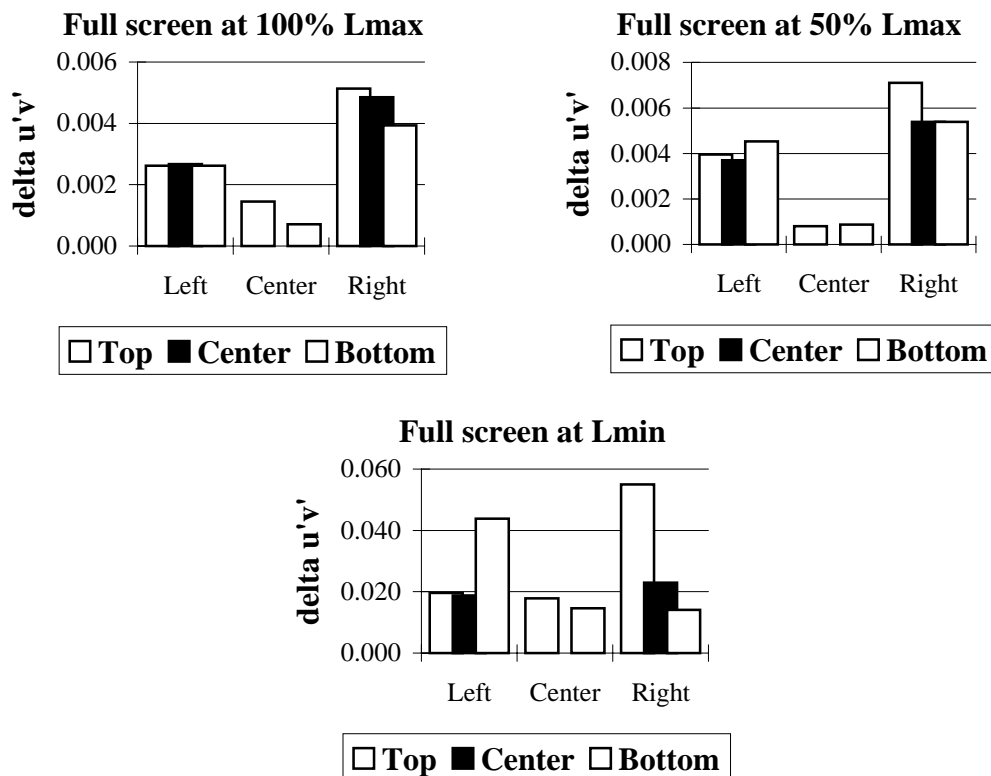 Full screen at 100% Lmax
delta u'v'
0.006
0.004
0.002
0.000
Left Center Right
Top Center Bottom
Full screen at 50% Lmax
delta u'v'
0.008
0.006
0.004
0.002
0.000
Left Center Right
Top Center Bottom
Full screen at Lmin
delta u'v'
0.060
0.040
0.020
0.000
Left Center Right
Top Center Bottom